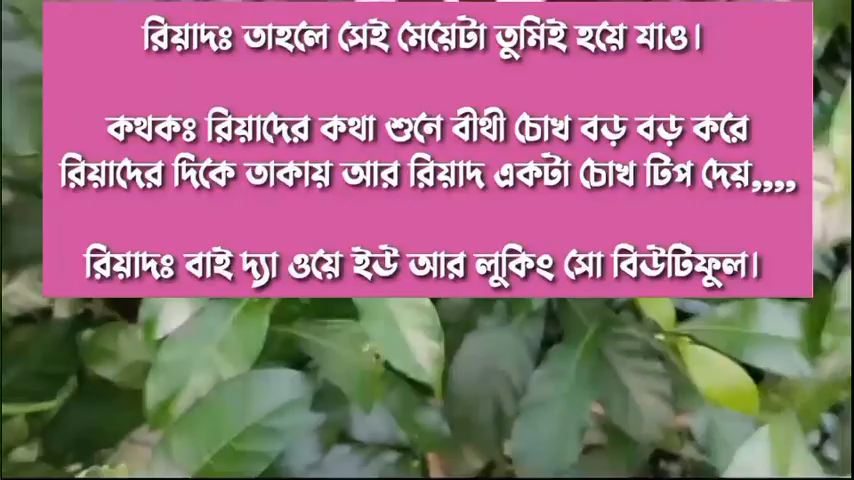 রিয়াদঃ তাহলে সেই মেয়েটা তুমিই হয়ে যাও।
কথকঃ রিয়াদের কথা শুনে বীথী চোখ বড় বড় করে
রিয়াদের দিকে তাকায় আর রিয়াদ একটা চোখ টিপ দেয়,,,,
রিয়াদঃ বাই দ্যা ওয়ে ইউ আর লুকিং সো বিউটিফুল।